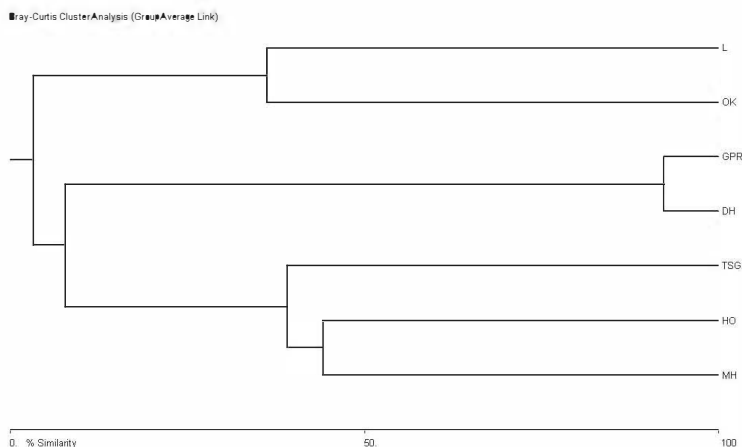 Bray-Curtis Cluster Analysis (Group Average Link)
L
OK
GPR
DH
TSG
HO
MH
0. % Similarity 50. 100